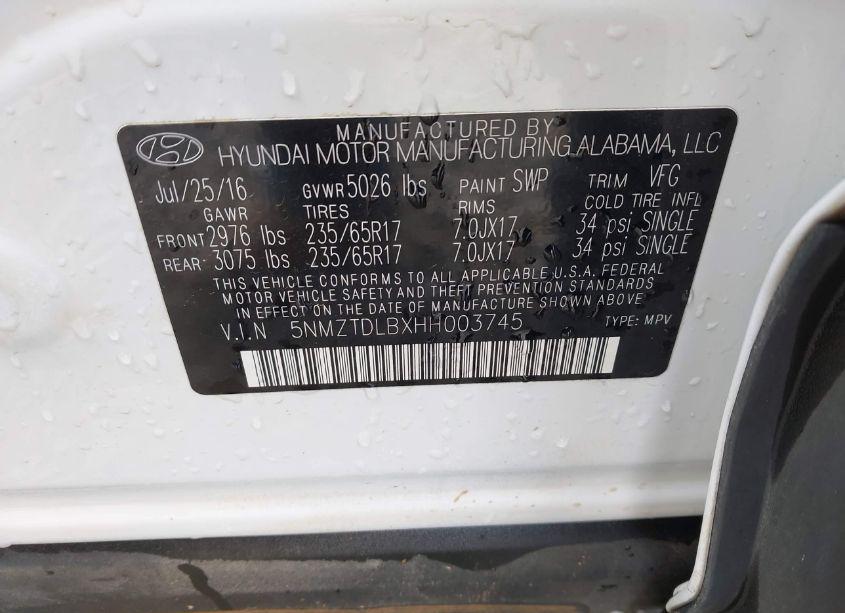 MANUFACTURED BY
HYUNDAI MOTOR MANUFACTURING ALABAMA, LLC
Jul/25/16 GVWR 5026 lbs PAINT SWP TRIM VFG
GAWR TIRES RIMS COLD TIRE INFL
FRONT 2976 lbs 235/65R17 7.0JX17 34 psi SINGLE
REAR: 3075 lbs 235/65R17 7.0JX17 34 psi SINGLE
THIS VEHICLE CONFORMS TO ALL APPLICABLE U.S.A. FEDERAL
MOTOR VEHICLE SAFETY AND THEFT PREVENTION STANDARDS
IN EFFECT ON THE DATE OF MANUFACTURE SHOWN ABOVE.
V.I.N 5NMZTDLBXHH003745 TYPE: MPV